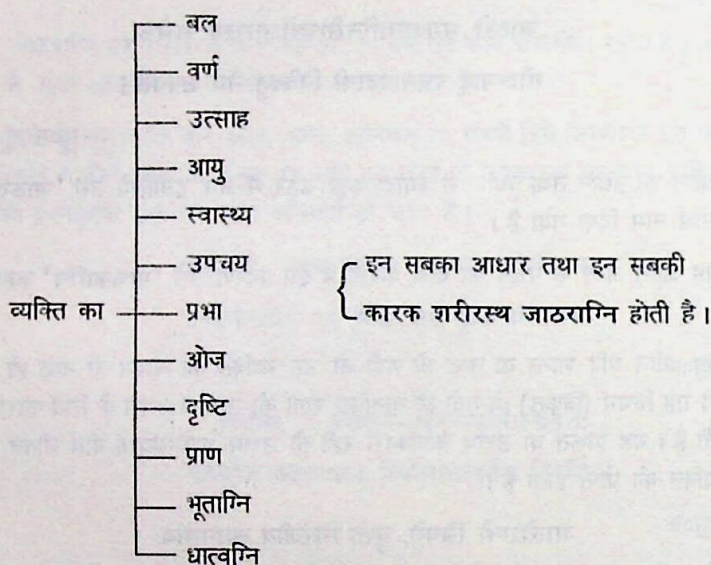 बल
वर्ण
उत्साह
आयु
स्वास्थ्य
उपचय
इन सबका आधार तथा इन सबकी
व्यक्ति का
प्रभा
कारक शरीरस्थ जाठराग्नि होती है।
ओज
दृष्टि
प्राण
भूताग्नि
धात्वग्नि